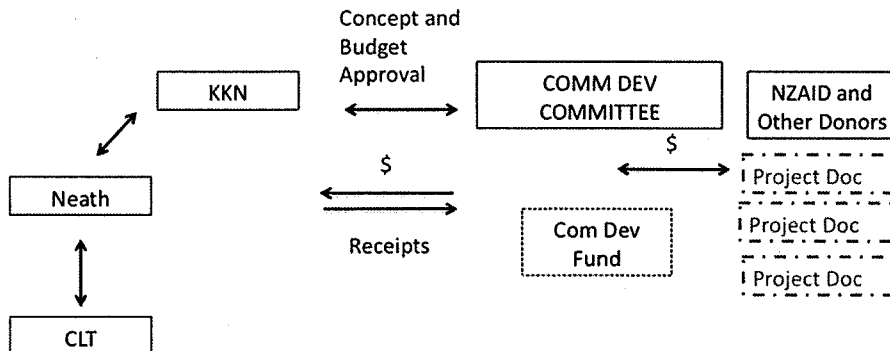 Concept and
Budget
Approval
KKN
COMM DEV
COMMITTEE
NZAID and
Other Donors
$
$
Project Doc
Neath
Project Doc
Receipts
Com Dev
Fund
Project Doc
CLT